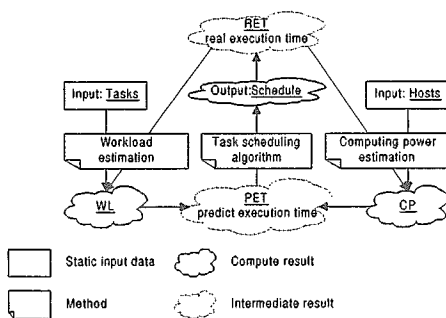 RET
real execution time
Input: Tasks
Output:Schedule
Input: Hosts
Workload
estimation
Task scheduling
algorithm
Computing power
estimation
WL
PET
predict execution time
CP
Static input data
Compute result
Method
Intermediate result